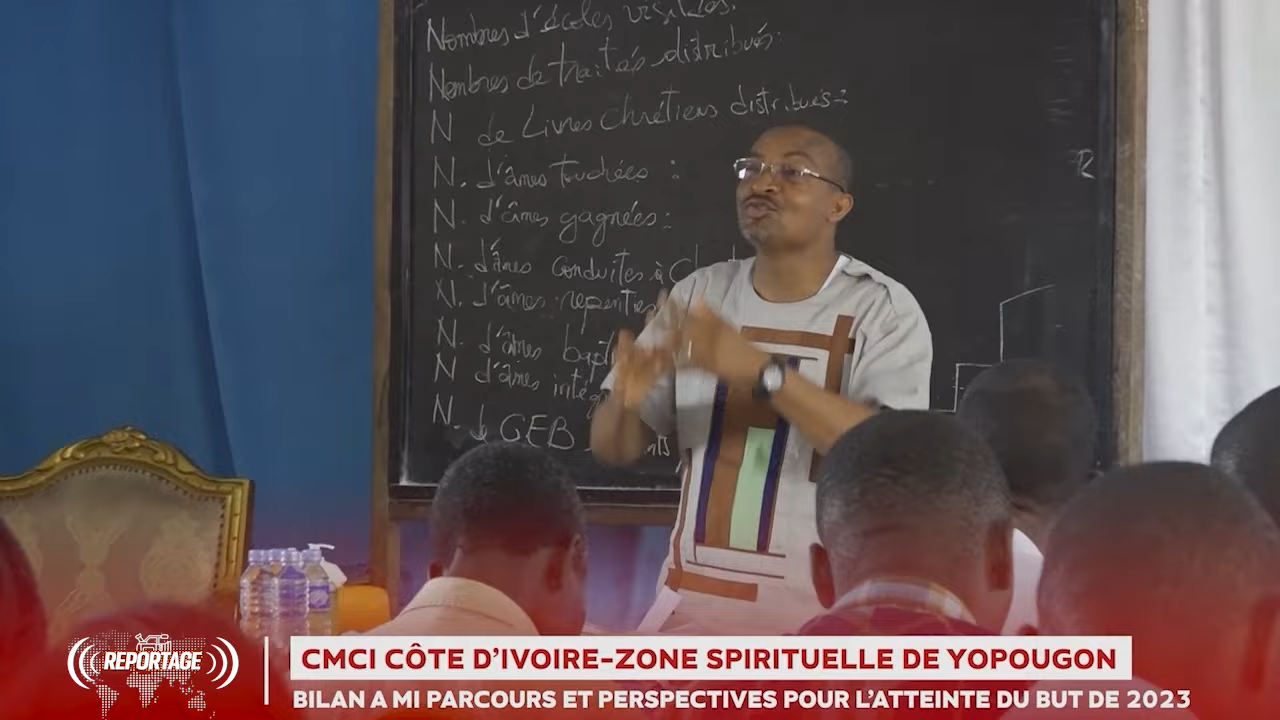 Nombres d'écoles visitées:
Nombres de traités distribués:
N de Livres chrétiens distribués:
N. d'âmes touchées :
N. d'âmes gagnées:
N. d'âmes conduites à Ch
N. d'âmes repenties
N. d'âmes bapt
N d'âmes intég
N. GEB
R
REPORTAGE
CMCI CÔTE D'IVOIRE-ZONE SPIRITUELLE DE YOPOUGON
BILAN A MI PARCOURS ET PERSPECTIVES POUR L'ATTEINTE DU BUT DE 2023